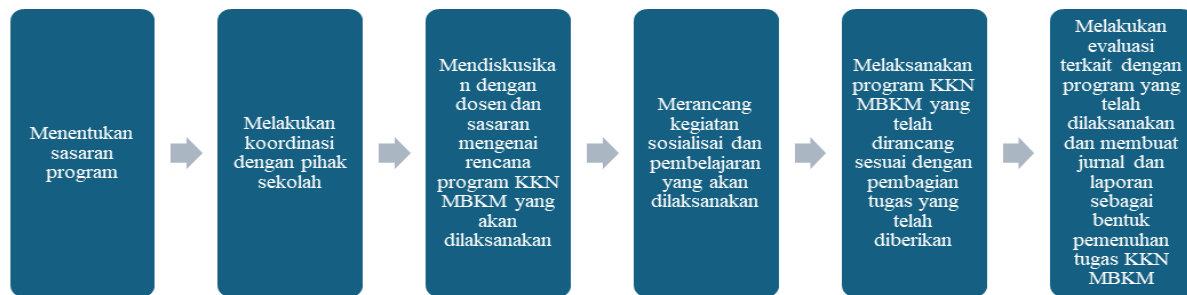 Menentukan
sasaran
program
Melakukan
koordinasi
dengan pihak
sekolah
Mendiskusika
n dengan
dosen dan
sasaran
mengenai
rencana
program KKN
MBKM yang
akan
dilaksanakan
Merancang
kegiatan
sosialisai dan
pembelajaran
yang akan
dilaksanakan
Melaksanakan
program KKN
MBKM yang
telah
dirancang
sesuai dengan
pembagian
tugas yang
telah
diberikan
Melakukan
evaluasi
terkait dengan
program yang
telah
dilaksanakan
dan membuat
jurnal dan
laporan
sebagai
bentuk
pemenuhan
tugas KKN
MBKM